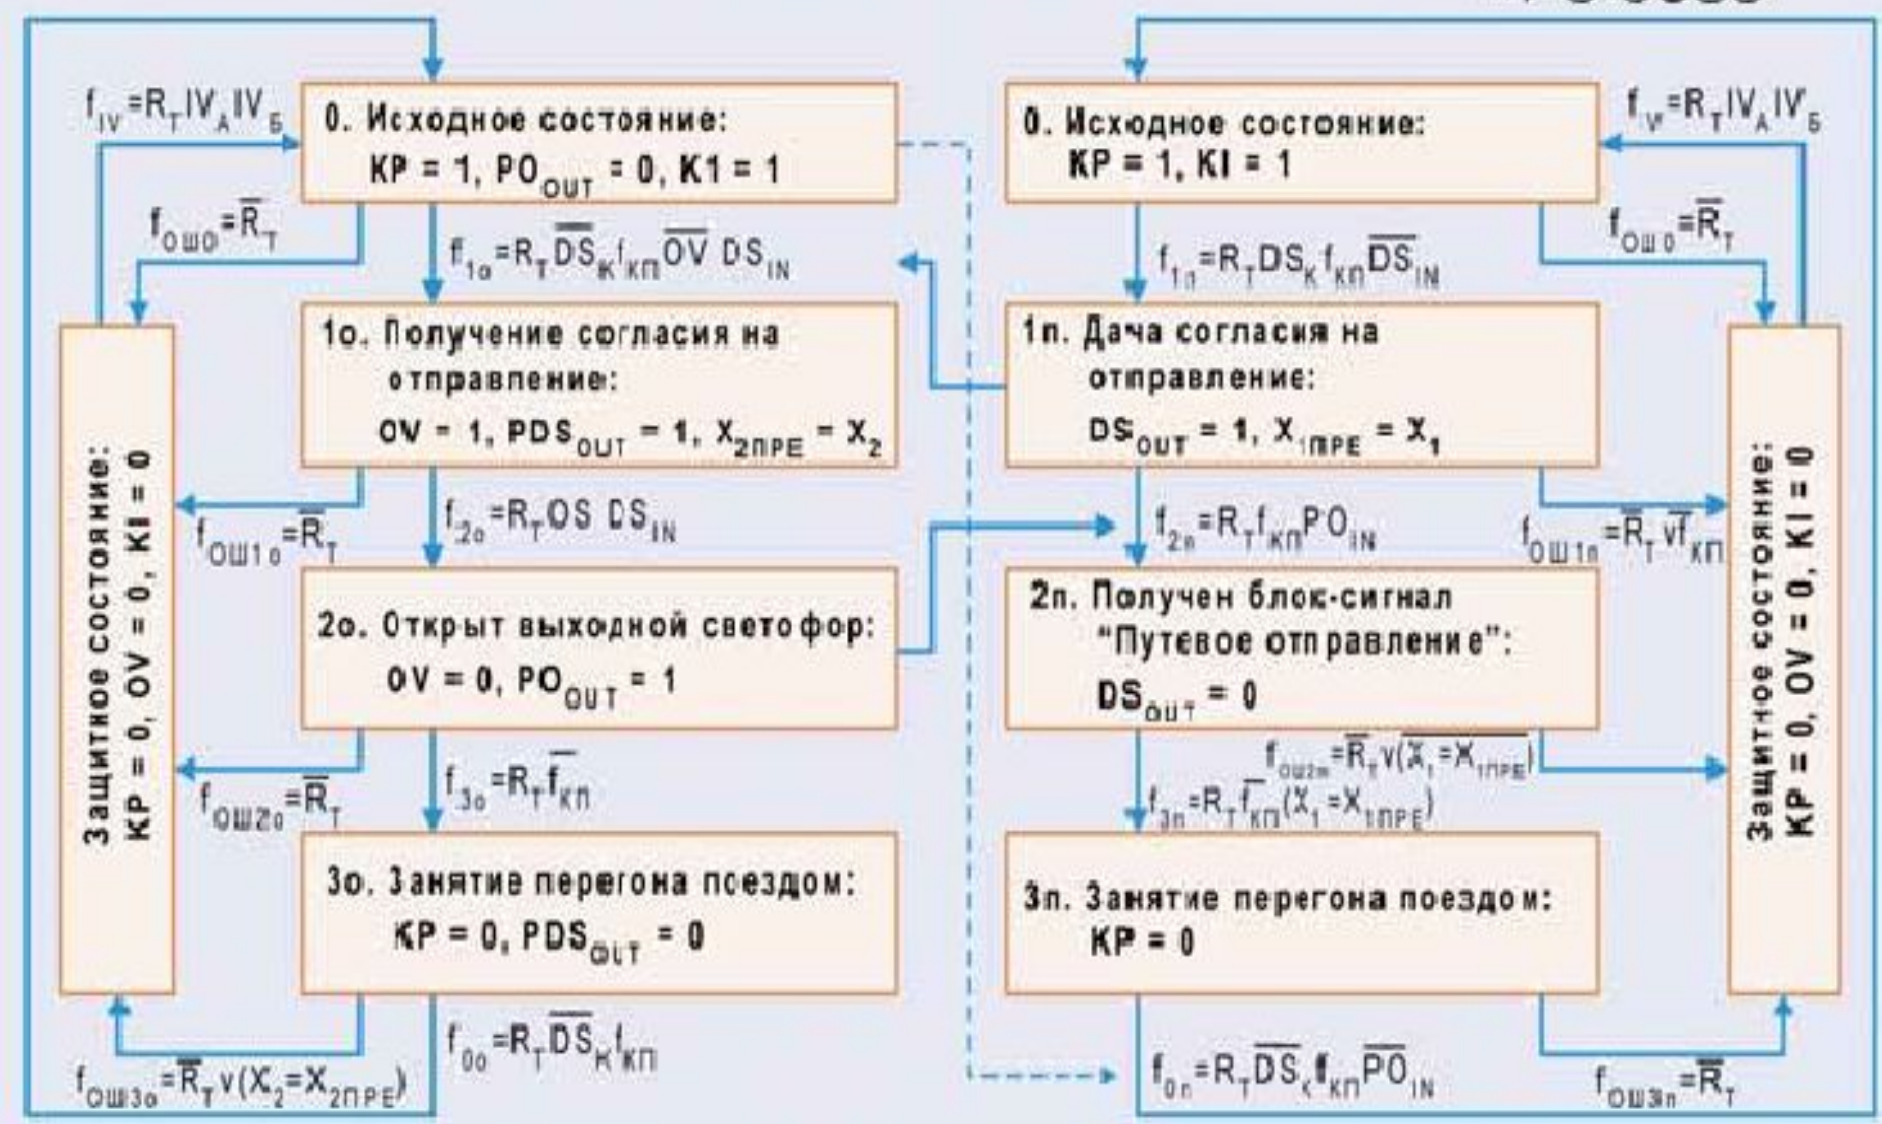 f_IV=R_T IV_A IV_Б
0. Исходное состояние:
KP = 1, PO_OUT = 0, K1 = 1
f_ОШ0=R̅_T
f_1о=R_T D̅S̅_K f_КП O̅V̅ DS_IN
1о. Получение согласия на
отправление:
OV = 1, PDS_OUT = 1, X_2ПРЕ = X_2
f_ОШ1о=R̅_T
f_2о=R_T OS DS_IN
2о. Открыт выходной светофор:
OV = 0, PO_OUT = 1
f_ОШ2о=R̅_T
f_3о=R_T f̅_К̅П̅
3о. Занятие перегона поездом:
KP = 0, PDS_OUT = 0
f_ОШ3о=R̅_T v(X_2=X_2ПРЕ)
f_0о=R_T D̅S̅_K f_КП
Защитное состояние:
KP = 0, OV = 0, KI = 0
0. Исходное состояние:
KP = 1, KI = 1
f_IV=R_T IV_A IV_Б
f_ОШ0=R̅_T
f_1п=R_T DS_K f_КП D̅S̅_IN
1п. Дача согласия на
отправление:
DS_OUT = 1, X_1ПРЕ = X_1
f_2п=R_T f_КП PO_IN
f_ОШ1п=R̅_T v f̅_КП
2п. Получен блок-сигнал
“Путевое отправление”:
DS_OUT = 0
f_ОШ2п=R̅_T v(X̅_1̅=̅X̅_1̅П̅Р̅Е̅)
f_3п=R_T f̅_К̅П̅(X_1=X_1ПРЕ)
3п. Занятие перегона поездом:
KP = 0
f_0п=R_T D̅S̅_K f_КП P̅O̅_IN
f_ОШ3п=R̅_T
Защитное состояние:
KP = 0, OV = 0, KI = 0